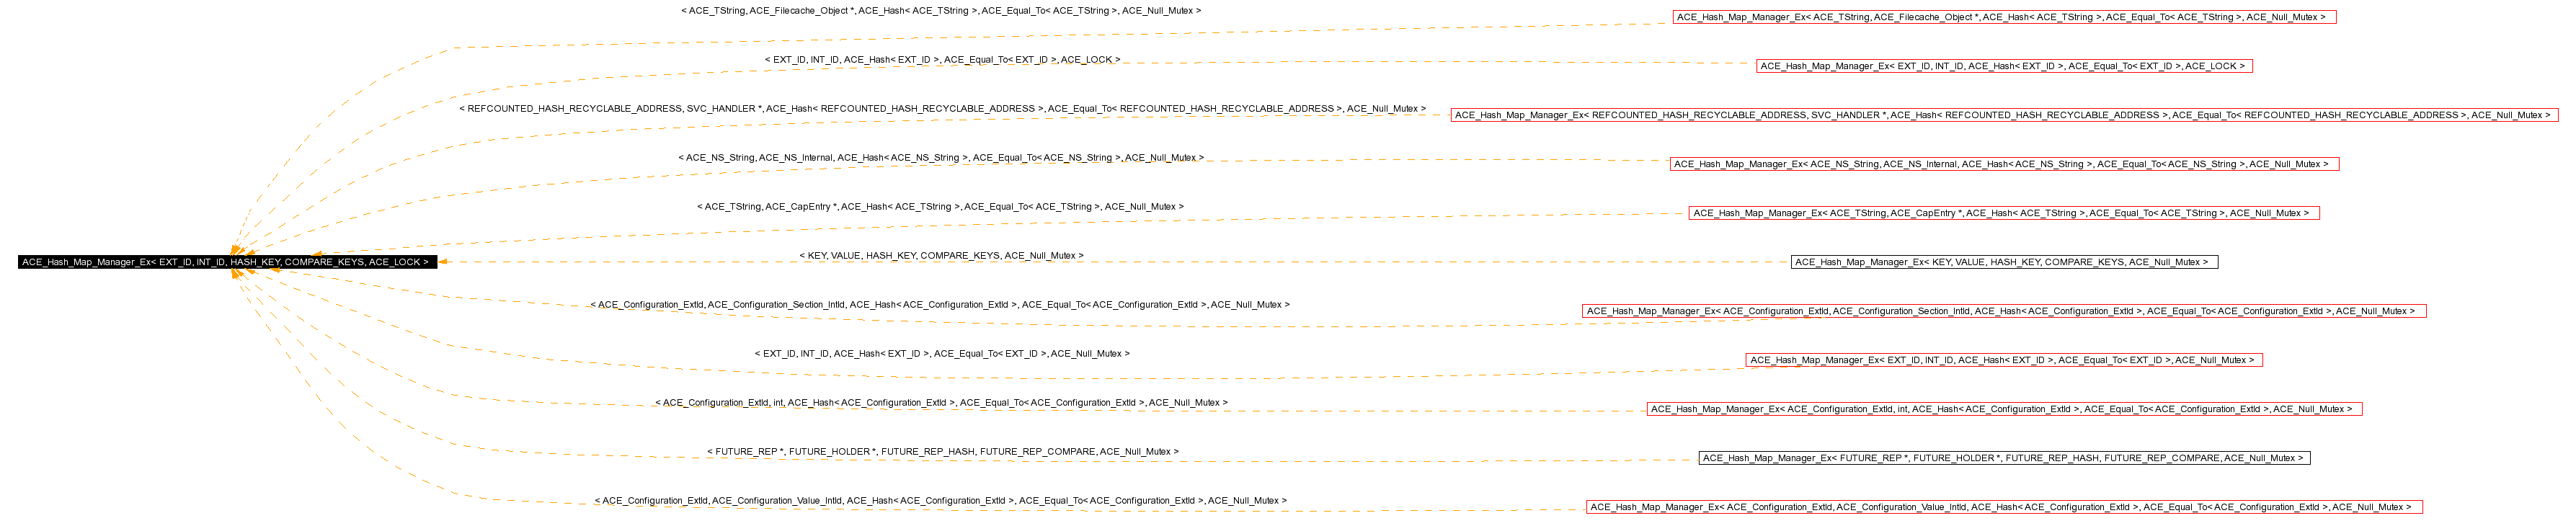 < ACE_TString, ACE_Filecache_Object *, ACE_Hash< ACE_TString >, ACE_Equal_To< ACE_TString >, ACE_Null_Mutex >
ACE_Hash_Map_Manager_Ex< ACE_TString, ACE_Filecache_Object *, ACE_Hash< ACE_TString >, ACE_Equal_To< ACE_TString >, ACE_Null_Mutex >
< EXT_ID, INT_ID, ACE_Hash< EXT_ID >, ACE_Equal_To< EXT_ID >, ACE_LOCK >
ACE_Hash_Map_Manager_Ex< EXT_ID, INT_ID, ACE_Hash< EXT_ID >, ACE_Equal_To< EXT_ID >, ACE_LOCK >
< REFCOUNTED_HASH_RECYCLABLE_ADDRESS, SVC_HANDLER *, ACE_Hash< REFCOUNTED_HASH_RECYCLABLE_ADDRESS >, ACE_Equal_To< REFCOUNTED_HASH_RECYCLABLE_ADDRESS >, ACE_Null_Mutex >
ACE_Hash_Map_Manager_Ex< REFCOUNTED_HASH_RECYCLABLE_ADDRESS, SVC_HANDLER *, ACE_Hash< REFCOUNTED_HASH_RECYCLABLE_ADDRESS >, ACE_Equal_To< REFCOUNTED_HASH_RECYCLABLE_ADDRESS >, ACE_Null_Mutex >
< ACE_NS_String, ACE_NS_Internal, ACE_Hash< ACE_NS_String >, ACE_Equal_To< ACE_NS_String >, ACE_Null_Mutex >
ACE_Hash_Map_Manager_Ex< ACE_NS_String, ACE_NS_Internal, ACE_Hash< ACE_NS_String >, ACE_Equal_To< ACE_NS_String >, ACE_Null_Mutex >
< ACE_TString, ACE_CapEntry *, ACE_Hash< ACE_TString >, ACE_Equal_To< ACE_TString >, ACE_Null_Mutex >
ACE_Hash_Map_Manager_Ex< ACE_TString, ACE_CapEntry *, ACE_Hash< ACE_TString >, ACE_Equal_To< ACE_TString >, ACE_Null_Mutex >
ACE_Hash_Map_Manager_Ex< EXT_ID, INT_ID, HASH_KEY, COMPARE_KEYS, ACE_LOCK >
< KEY, VALUE, HASH_KEY, COMPARE_KEYS, ACE_Null_Mutex >
ACE_Hash_Map_Manager_Ex< KEY, VALUE, HASH_KEY, COMPARE_KEYS, ACE_Null_Mutex >
< ACE_Configuration_ExtId, ACE_Configuration_Section_IntId, ACE_Hash< ACE_Configuration_ExtId >, ACE_Equal_To< ACE_Configuration_ExtId >, ACE_Null_Mutex >
ACE_Hash_Map_Manager_Ex< ACE_Configuration_ExtId, ACE_Configuration_Section_IntId, ACE_Hash< ACE_Configuration_ExtId >, ACE_Equal_To< ACE_Configuration_ExtId >, ACE_Null_Mutex >
< EXT_ID, INT_ID, ACE_Hash< EXT_ID >, ACE_Equal_To< EXT_ID >, ACE_Null_Mutex >
ACE_Hash_Map_Manager_Ex< EXT_ID, INT_ID, ACE_Hash< EXT_ID >, ACE_Equal_To< EXT_ID >, ACE_Null_Mutex >
< ACE_Configuration_ExtId, int, ACE_Hash< ACE_Configuration_ExtId >, ACE_Equal_To< ACE_Configuration_ExtId >, ACE_Null_Mutex >
ACE_Hash_Map_Manager_Ex< ACE_Configuration_ExtId, int, ACE_Hash< ACE_Configuration_ExtId >, ACE_Equal_To< ACE_Configuration_ExtId >, ACE_Null_Mutex >
< FUTURE_REP *, FUTURE_HOLDER *, FUTURE_REP_HASH, FUTURE_REP_COMPARE, ACE_Null_Mutex >
ACE_Hash_Map_Manager_Ex< FUTURE_REP *, FUTURE_HOLDER *, FUTURE_REP_HASH, FUTURE_REP_COMPARE, ACE_Null_Mutex >
< ACE_Configuration_ExtId, ACE_Configuration_Value_IntId, ACE_Hash< ACE_Configuration_ExtId >, ACE_Equal_To< ACE_Configuration_ExtId >, ACE_Null_Mutex >
ACE_Hash_Map_Manager_Ex< ACE_Configuration_ExtId, ACE_Configuration_Value_IntId, ACE_Hash< ACE_Configuration_ExtId >, ACE_Equal_To< ACE_Configuration_ExtId >, ACE_Null_Mutex >